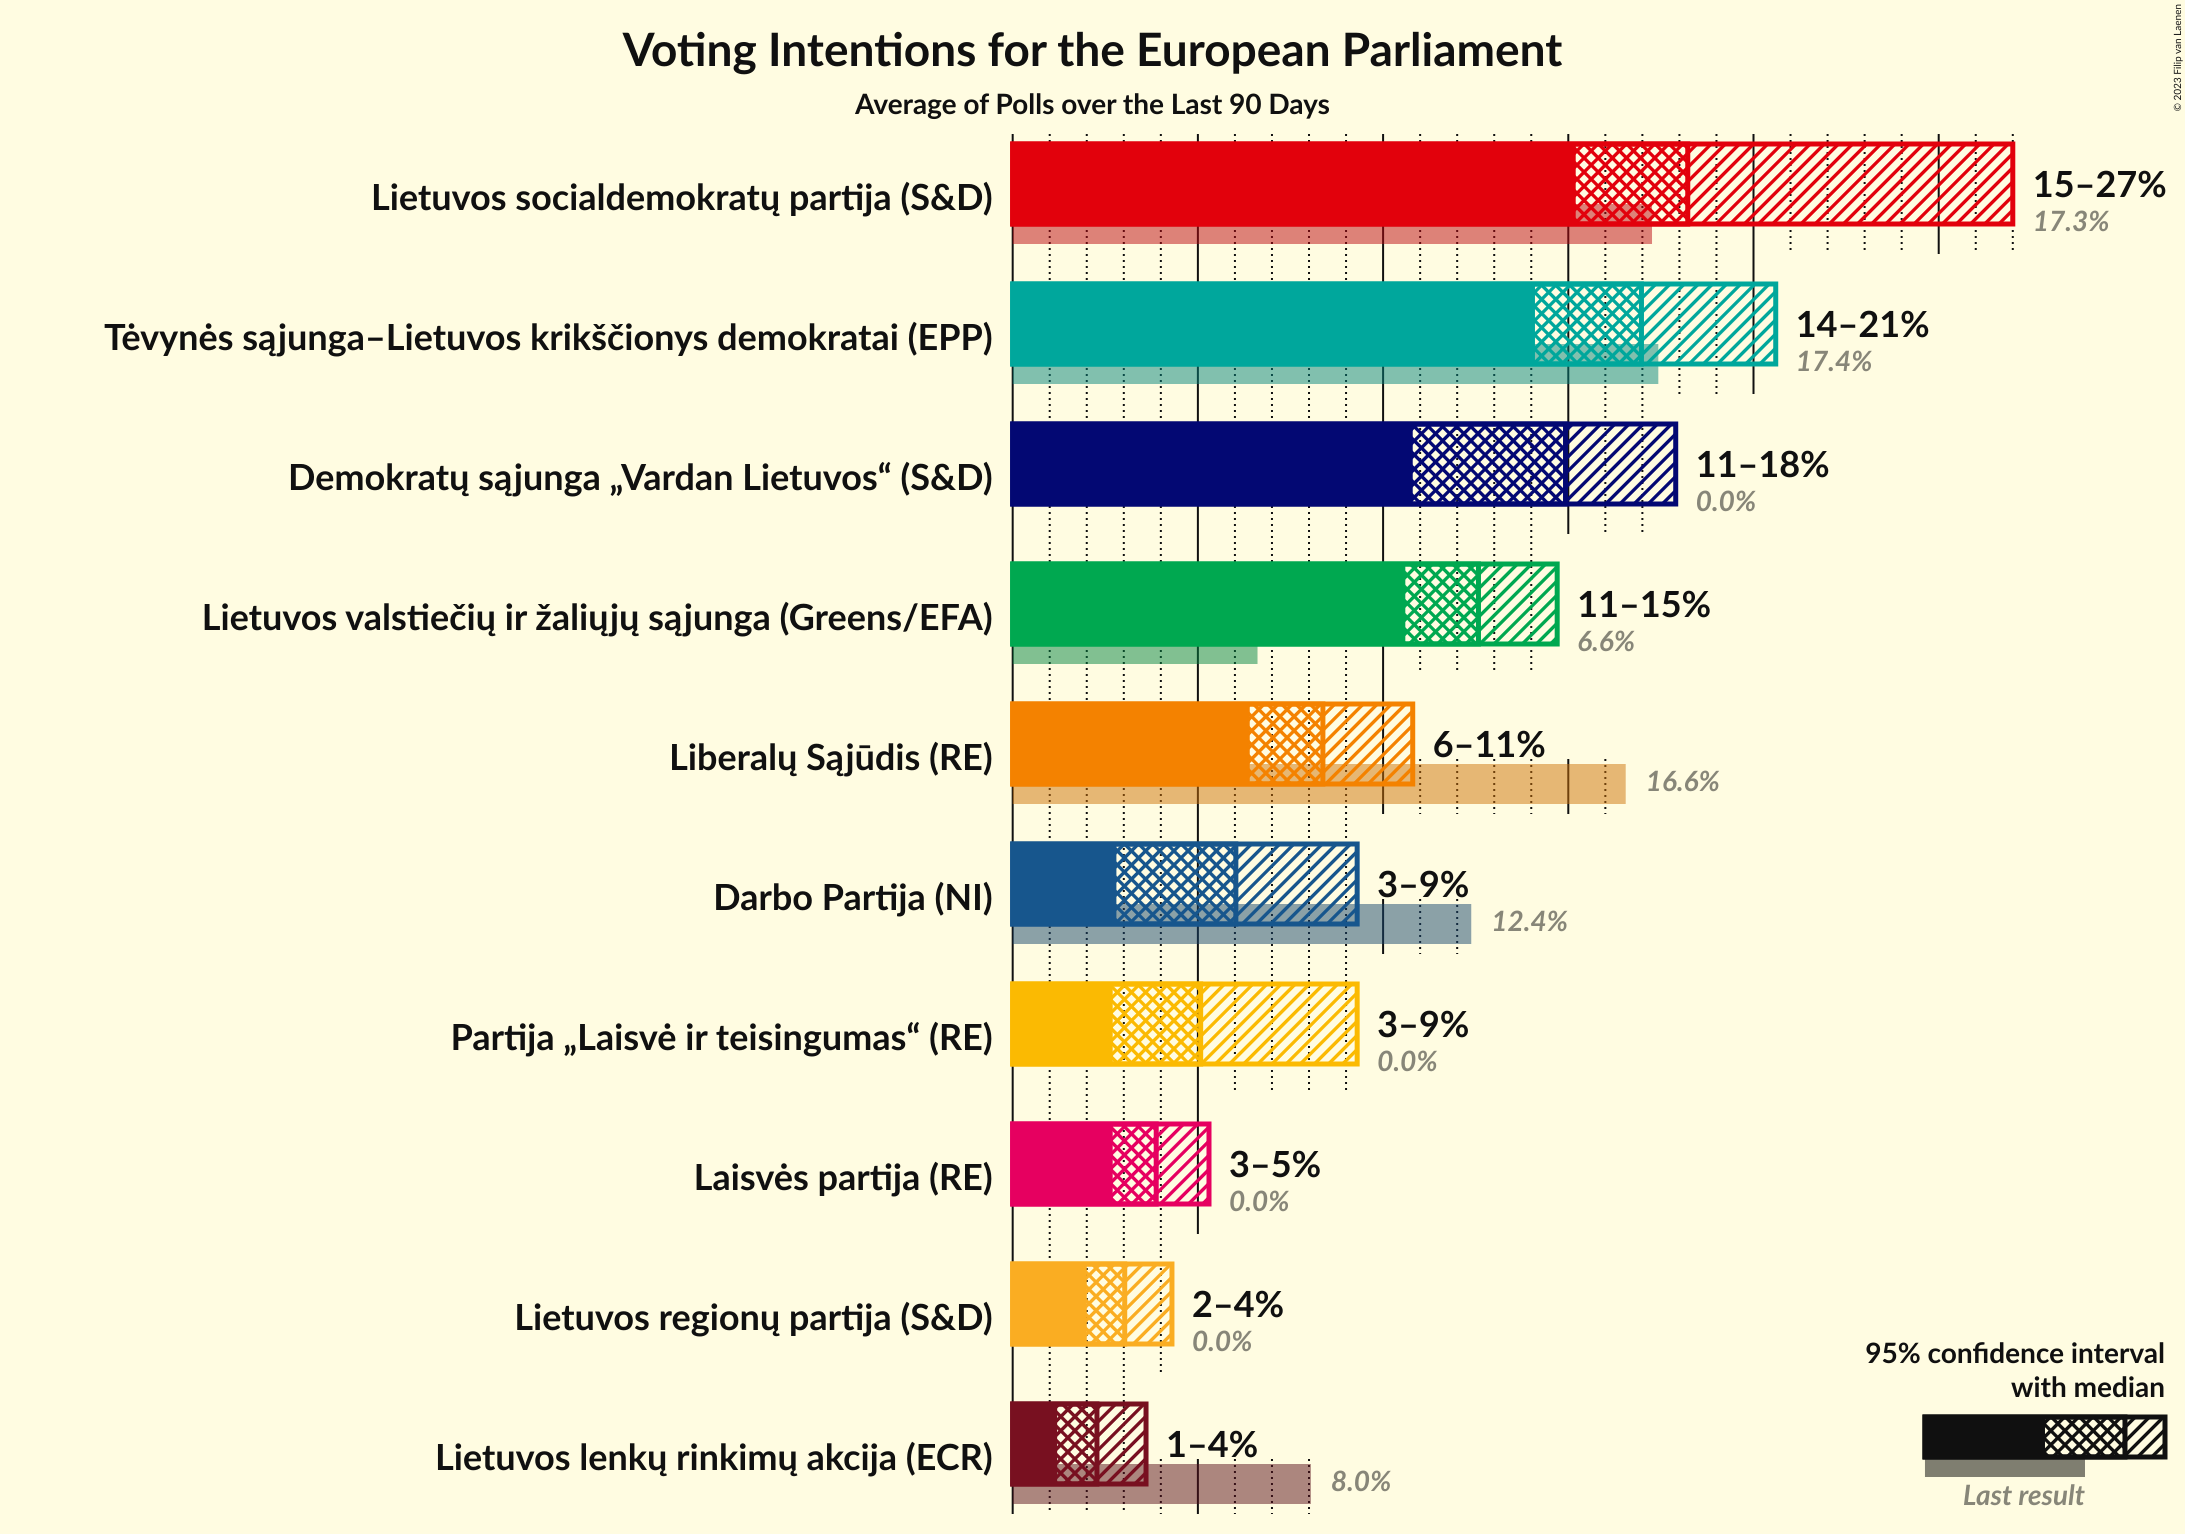 Voting Intentions for the European Parliament
Average of Polls over the Last 90 Days
© 2023 Filip van Laenen
Lietuvos socialdemokratų partija (S&D)
15–27%
17.3%
Tėvynės sąjunga–Lietuvos krikščionys demokratai (EPP)
14–21%
17.4%
Demokratų sąjunga „Vardan Lietuvos“ (S&D)
11–18%
0.0%
Lietuvos valstiečių ir žaliųjų sąjunga (Greens/EFA)
11–15%
6.6%
Liberalų Sąjūdis (RE)
6–11%
16.6%
Darbo Partija (NI)
3–9%
12.4%
Partija „Laisvė ir teisingumas“ (RE)
3–9%
0.0%
Laisvės partija (RE)
3–5%
0.0%
Lietuvos regionų partija (S&D)
2–4%
0.0%
Lietuvos lenkų rinkimų akcija (ECR)
1–4%
8.0%
95% confidence interval
with median
Last result